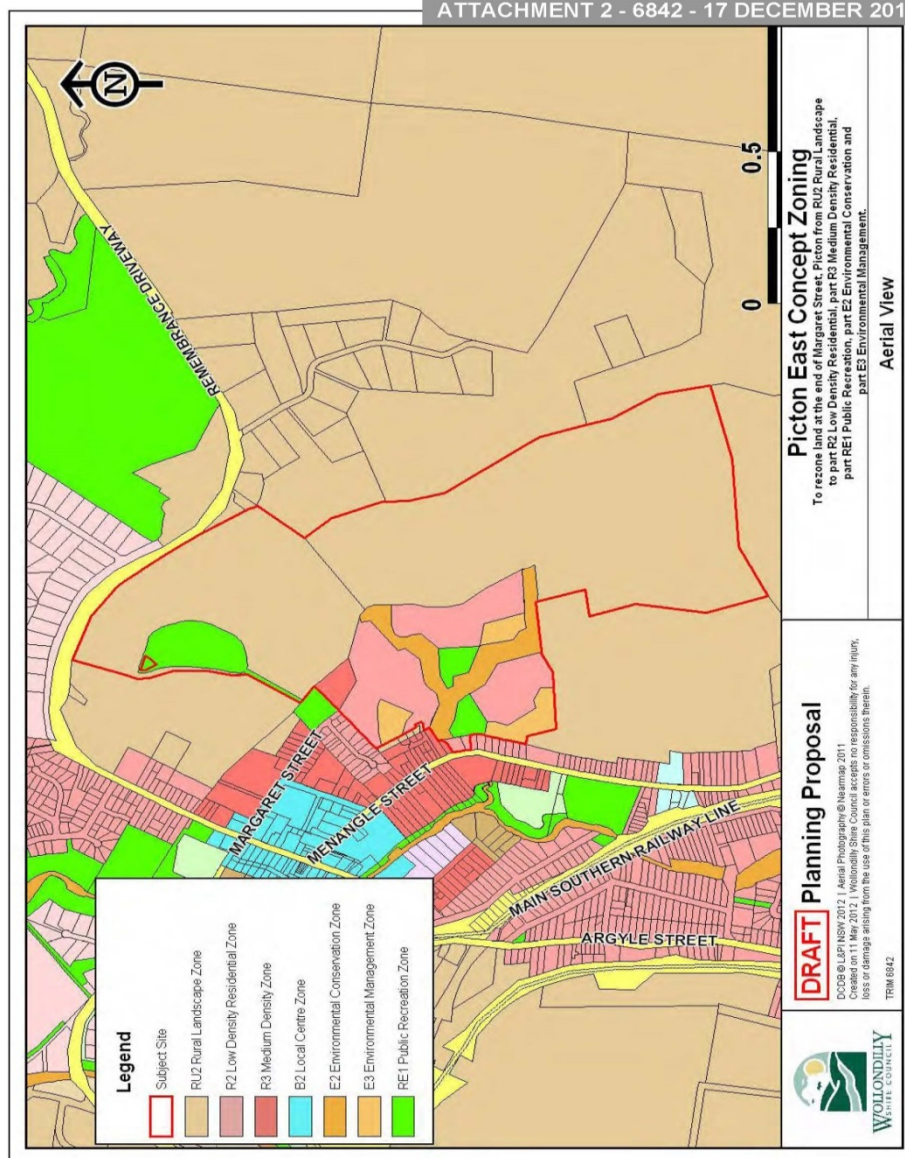 ATTACHMENT 2 - 6842 - 17 DECEMBER 201
N
REMEMBRANCE DRIVEWAY
MARGARET STREET
MENANGLE STREET
MAIN SOUTHERN RAILWAY LINE
ARGYLE STREET
Legend
Subject Site
RU2 Rural Landscape Zone
R2 Low Density Residential Zone
R3 Medium Density Zone
B2 Local Centre Zone
E2 Environmental Conservation Zone
E3 Environmental Management Zone
RE1 Public Recreation Zone
0
0.5
WOLLONDILLY
SHIRE COUNCIL
DRAFT Planning Proposal
DCDB © L&PI NSW 2012 | Aerial Photography © Nearmap 2011
Created on 11 May 2012 | Wollondilly Shire Council accepts no responsibility for any injury,
loss or damage arising from the use of this plan or errors or omissions therein.
TRIM 6842
Picton East Concept Zoning
To rezone land at the end of Margaret Street, Picton from RU2 Rural Landscape
to part R2 Low Density Residential, part R3 Medium Density Residential,
part RE1 Public Recreation, part E2 Environmental Conservation and
part E3 Environmental Management.
Aerial View